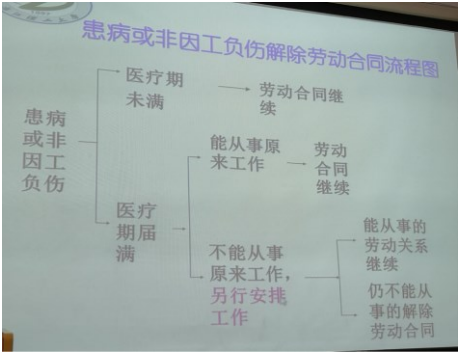 患病或非因工负伤解除劳动合同流程图
患病
或非
因工
负伤
医疗期
未满
劳动合同继
续
医疗
期届
满
能从事原
来工作
劳动
合同
继续
不能从事
原来工作，
另行安排
工作
能从事的
劳动关系
继续
仍不能从
事的解除
劳动合同